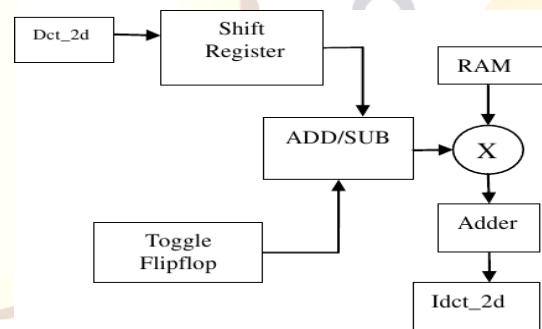 Dct_2d
Shift
Register
RAM
ADD/SUB
X
Toggle
Flipflop
Adder
Idct_2d